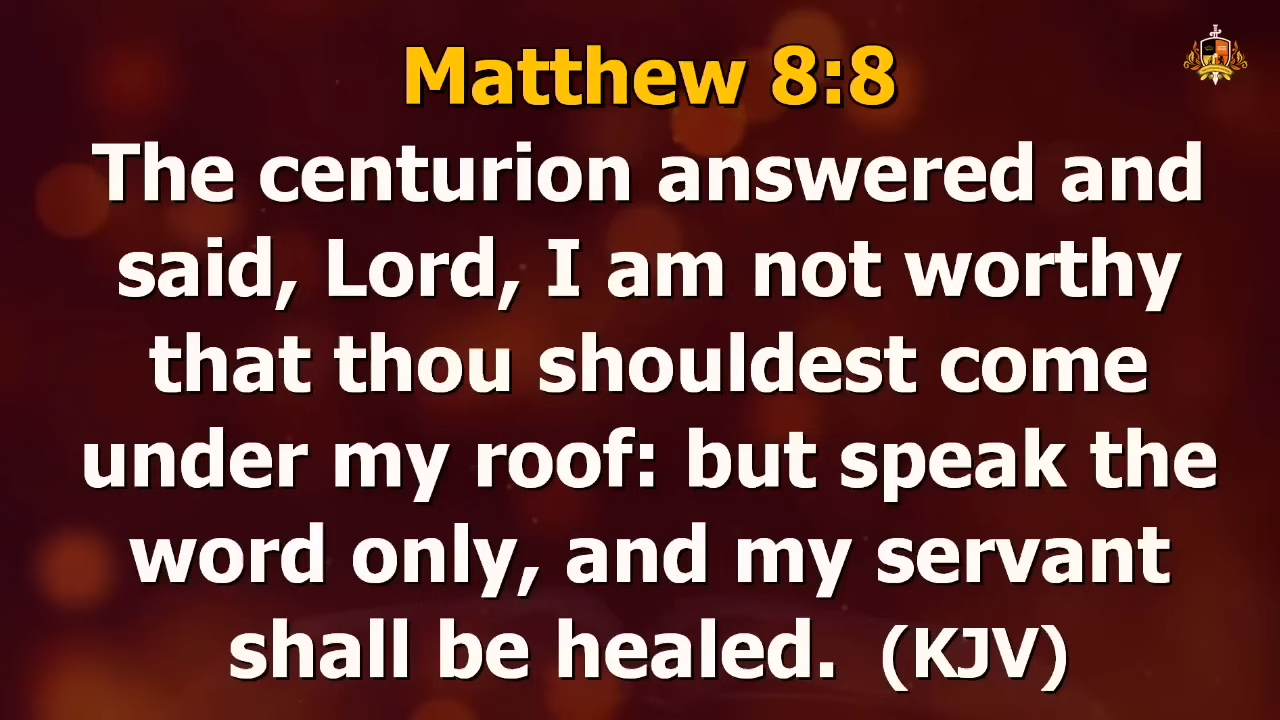 Matthew 8:8
The centurion answered and
said, Lord, I am not worthy
that thou shouldest come
under my roof: but speak the
word only, and my servant
shall be healed. (KJV)